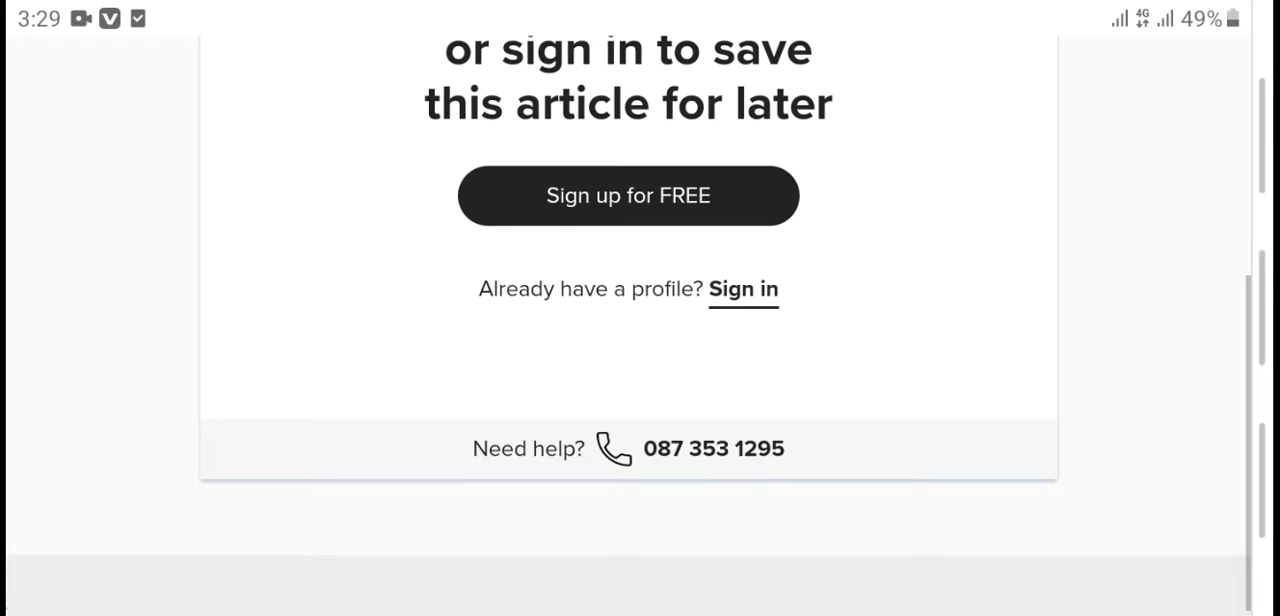 3:29 4G 49%
or sign in to save
this article for later
Sign up for FREE
Already have a profile? Sign in
Need help? 087 353 1295